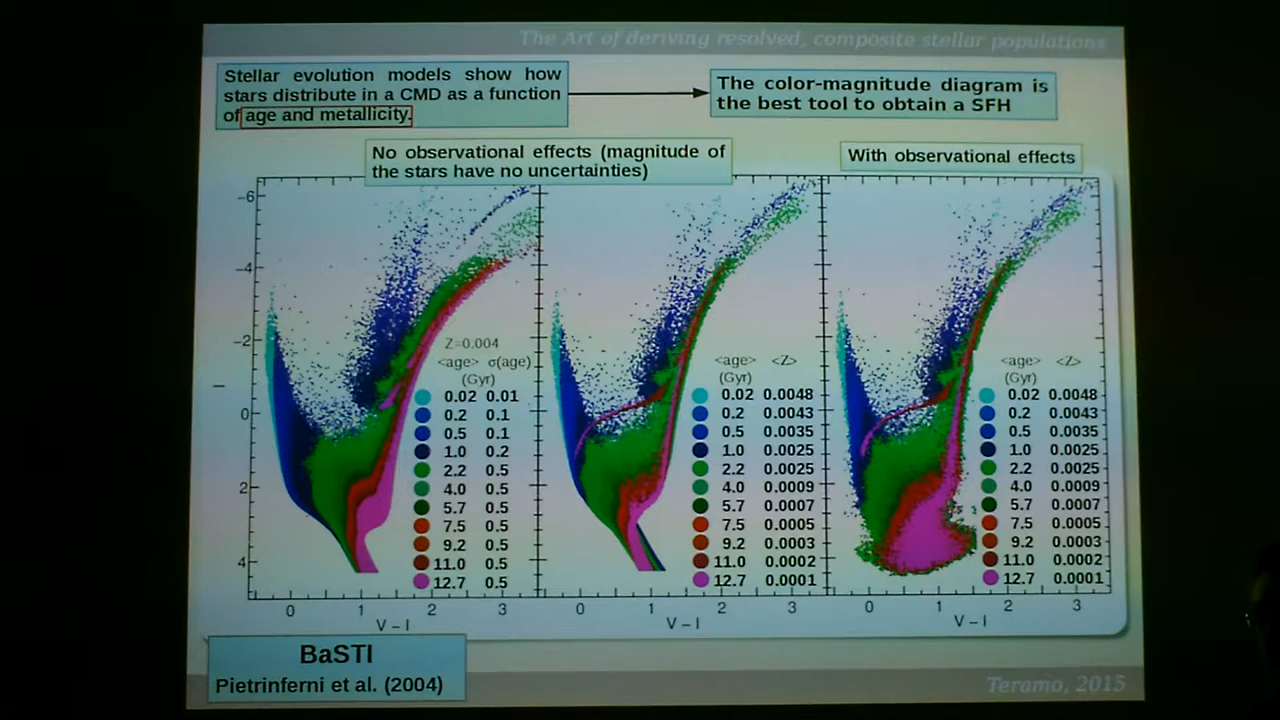 The Art of deriving resolved, composite stellar populations
Stellar evolution models show how
stars distribute in a CMD as a function
of age and metallicity.
The color-magnitude diagram is
the best tool to obtain a SFH
No observational effects (magnitude of
the stars have no uncertainties)
With observational effects
-6
-4
-2
0
2
4
I
Z=0.004
<age> σ(age)
(Gyr)
0.02 0.01
0.2 0.1
0.5 0.1
1.0 0.2
2.2 0.5
4.0 0.5
5.7 0.5
7.5 0.5
9.2 0.5
11.0 0.5
12.7 0.5
0 1 2 3
V – I
<age> <Z>
(Gyr)
0.02 0.0048
0.2 0.0043
0.5 0.0035
1.0 0.0025
2.2 0.0025
4.0 0.0009
5.7 0.0007
7.5 0.0005
9.2 0.0003
11.0 0.0002
12.7 0.0001
0 1 2 3
V – I
<age> <Z>
(Gyr)
0.02 0.0048
0.2 0.0043
0.5 0.0035
1.0 0.0025
2.2 0.0025
4.0 0.0009
5.7 0.0007
7.5 0.0005
9.2 0.0003
11.0 0.0002
12.7 0.0001
0 1 2 3
V – I
BaSTI
Pietrinferni et al. (2004)
Teramo, 2015